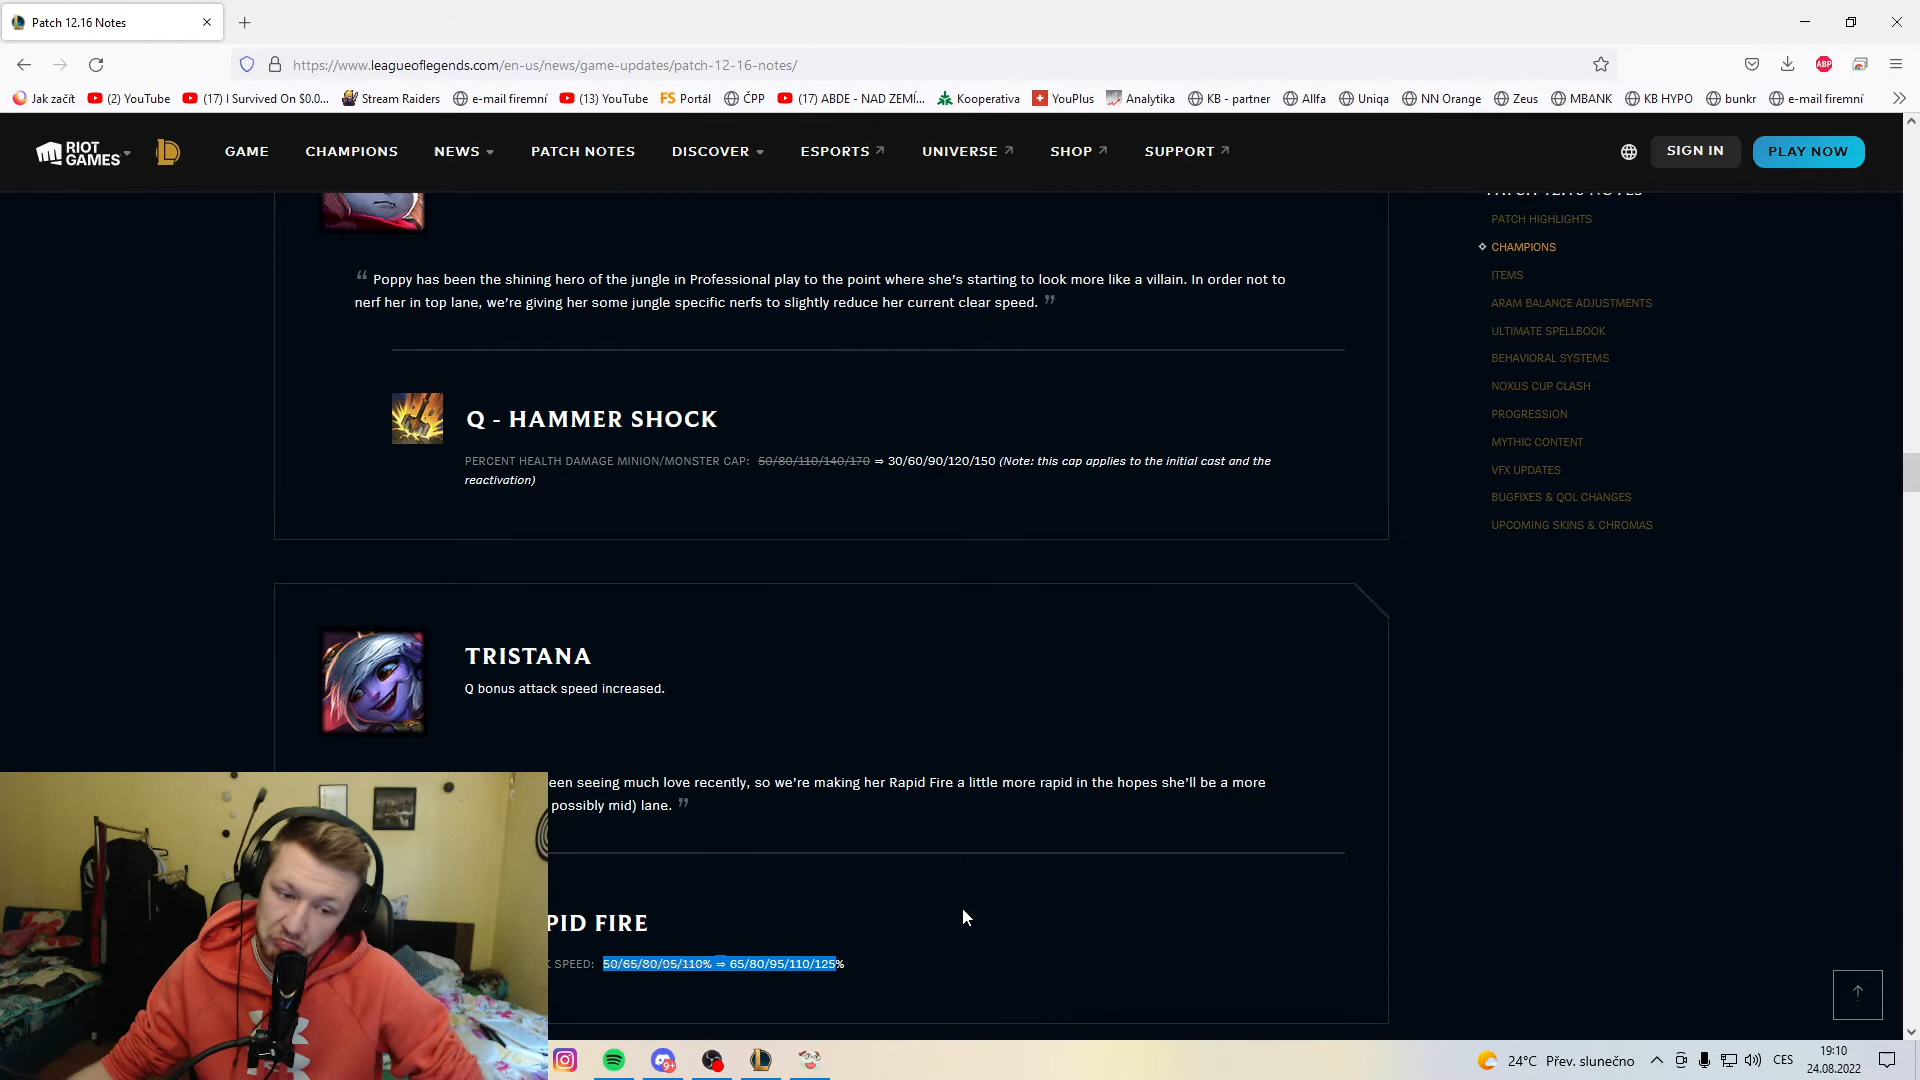 Patch 12.16 Notes
https://www.leagueoflegends.com/en-us/news/game-updates/patch-12-16-notes/
ABP
Jak začít
(2) YouTube
(17) I Survived On $0.0...
Stream Raiders
e-mail firemní
(13) YouTube
FS Portál
ČPP
(17) ABDE - NAD ZEMÍ...
Kooperativa
YouPlus
Analytika
KB - partner
Allfa
Uniqa
NN Orange
Zeus
MBANK
KB HYPO
bunkr
e-mail firemní
RIOT GAMES
GAME
CHAMPIONS
NEWS
PATCH NOTES
DISCOVER
ESPORTS
UNIVERSE
SHOP
SUPPORT
SIGN IN
PLAY NOW
“ Poppy has been the shining hero of the jungle in Professional play to the point where she’s starting to look more like a villain. In order not to
nerf her in top lane, we’re giving her some jungle specific nerfs to slightly reduce her current clear speed. ”
Q - HAMMER SHOCK
PERCENT HEALTH DAMAGE MINION/MONSTER CAP: 50/80/110/140/170 ⇒ 30/60/90/120/150 (Note: this cap applies to the initial cast and the
reactivation)
TRISTANA
Q bonus attack speed increased.
een seeing much love recently, so we’re making her Rapid Fire a little more rapid in the hopes she’ll be a more
possibly mid) lane. ”
PID FIRE
K SPEED: 50/65/80/95/110% ⇒ 65/80/95/110/125%
PATCH 12.16 NOTES
PATCH HIGHLIGHTS
CHAMPIONS
ITEMS
ARAM BALANCE ADJUSTMENTS
ULTIMATE SPELLBOOK
BEHAVIORAL SYSTEMS
NOXUS CUP CLASH
PROGRESSION
MYTHIC CONTENT
VFX UPDATES
BUGFIXES & QOL CHANGES
UPCOMING SKINS & CHROMAS
9+
24°C Přev. slunečno
CES
19:10
24.08.2022